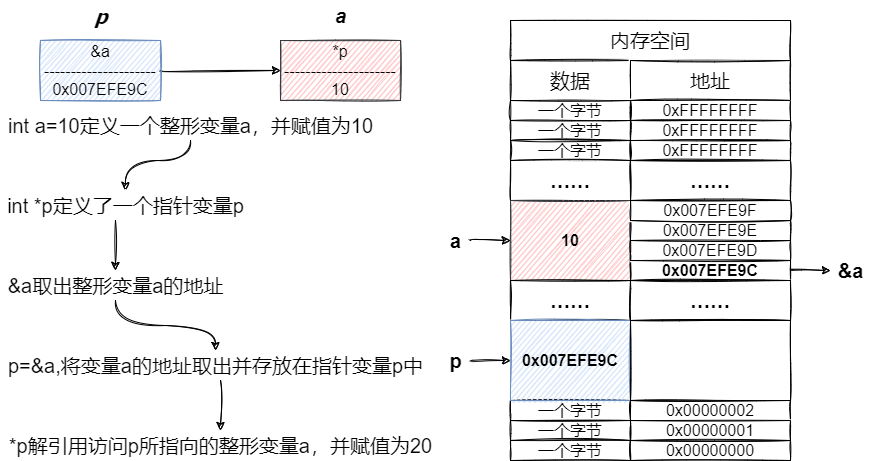 p
a
&a
*p
0x007EFE9C
10
int a=10定义一个整形变量a，并赋值为10
int *p定义了一个指针变量p
&a取出整形变量a的地址
p=&a,将变量a的地址取出并存放在指针变量p中
*p解引用访问p所指向的整形变量a，并赋值为20
内存空间
数据
地址
一个字节
0xFFFFFFFF
一个字节
0xFFFFFFFF
一个字节
0xFFFFFFFF
......
......
a
10
0x007EFE9F
0x007EFE9E
0x007EFE9D
0x007EFE9C
&a
......
......
p
0x007EFE9C
一个字节
0x00000002
一个字节
0x00000001
一个字节
0x00000000